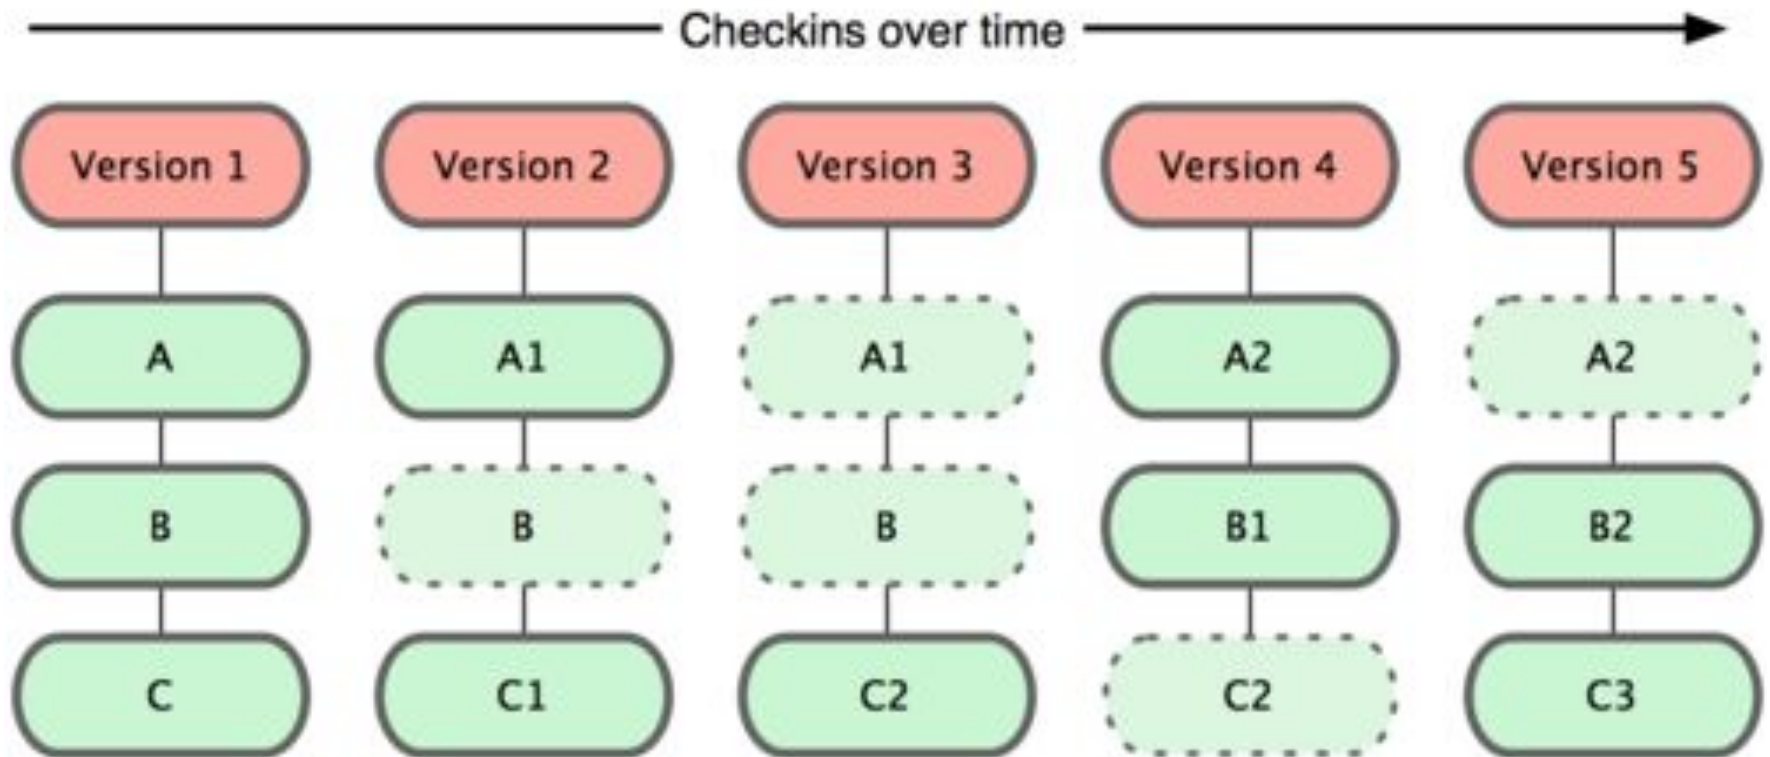 Checkins over time
Version 1 Version 2 Version 3 Version 4 Version 5
A A1 A1 A2 A2
B B B B1 B2
C C1 C2 C2 C3